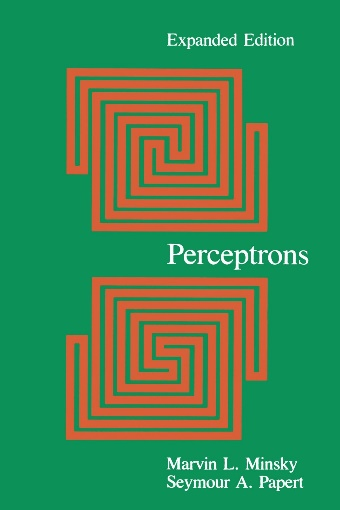 Expanded Edition
Perceptrons
Marvin L. Minsky
Seymour A. Papert